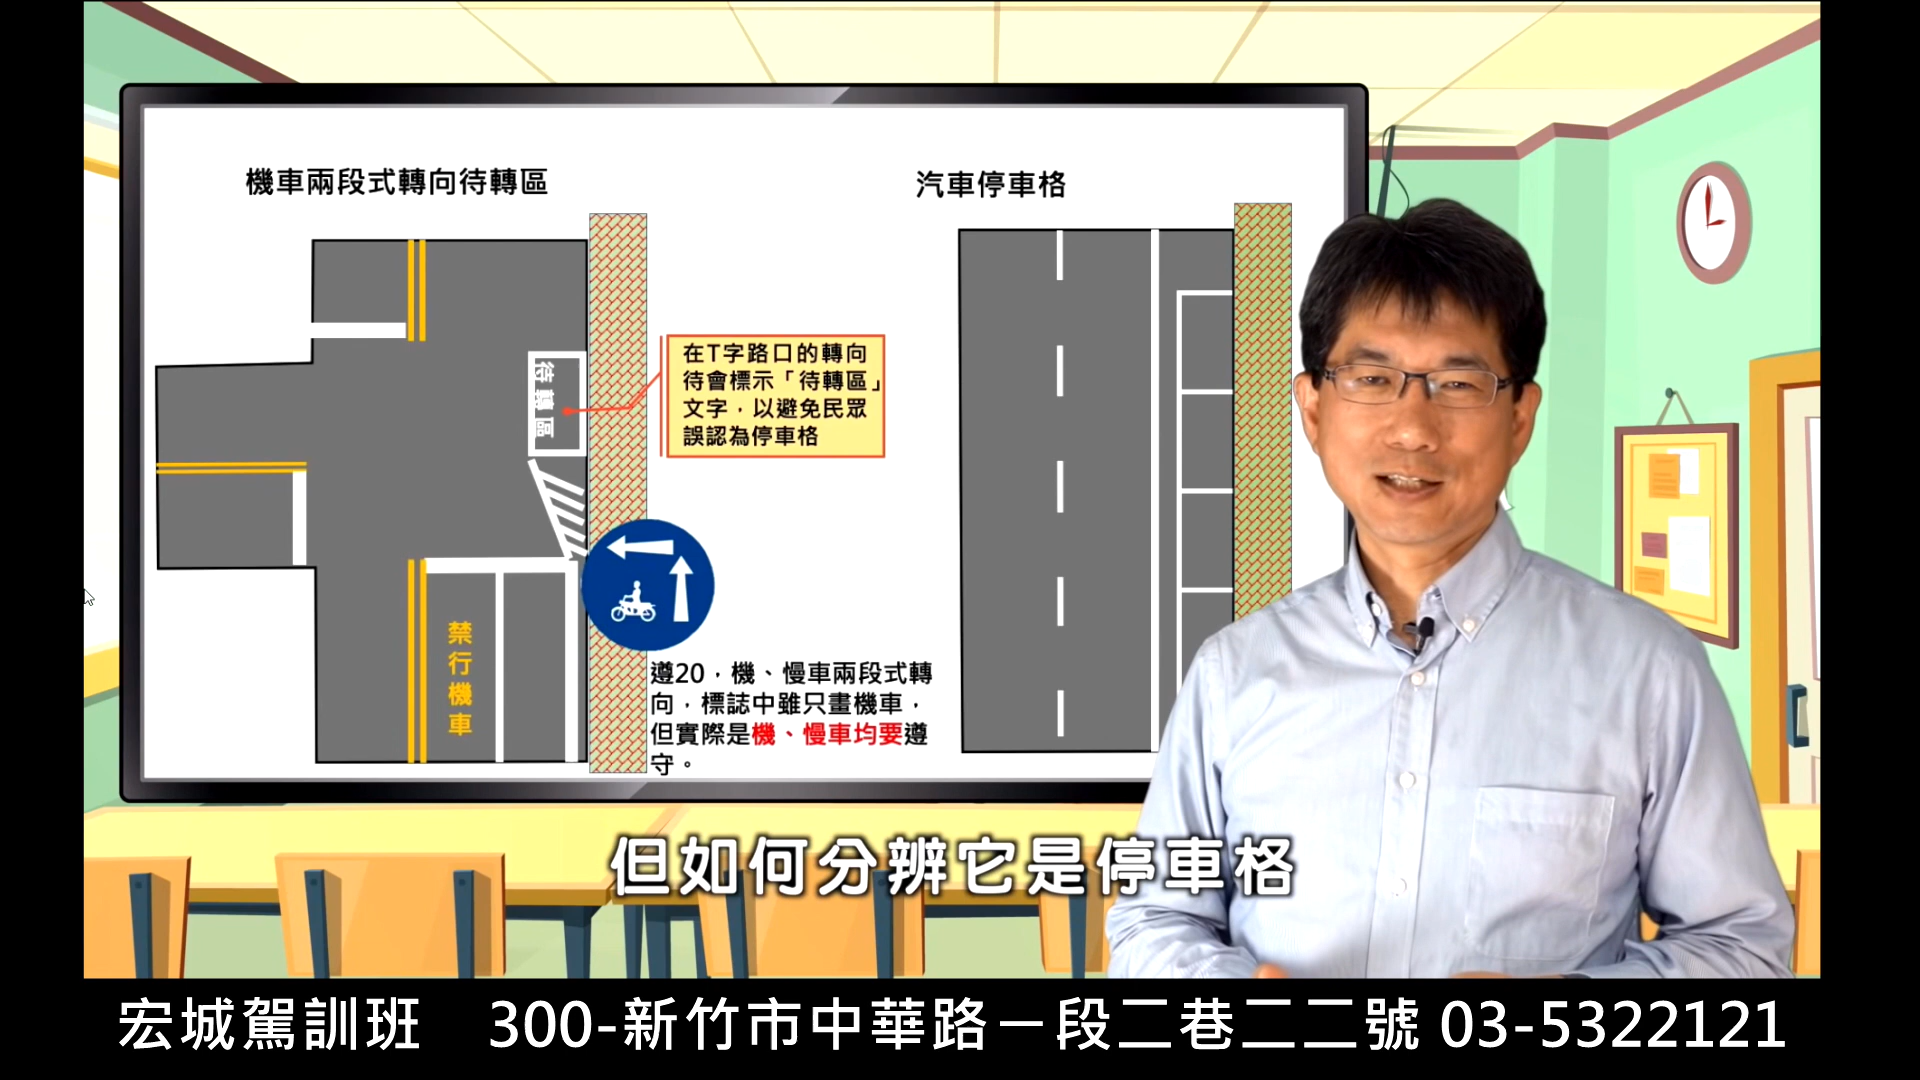 機車兩段式轉向待轉區
汽車停車格
待轉區
在T字路口的轉向
待會標示「待轉區」
文字，以避免民眾
誤認為停車格
禁行機車
遵20，機、慢車兩段式轉
向，標誌中雖只畫機車，
但實際是機、慢車均要遵
守。
但如何分辨它是停車格
宏城駕訓班 300-新竹市中華路一段二巷二二號 03-5322121